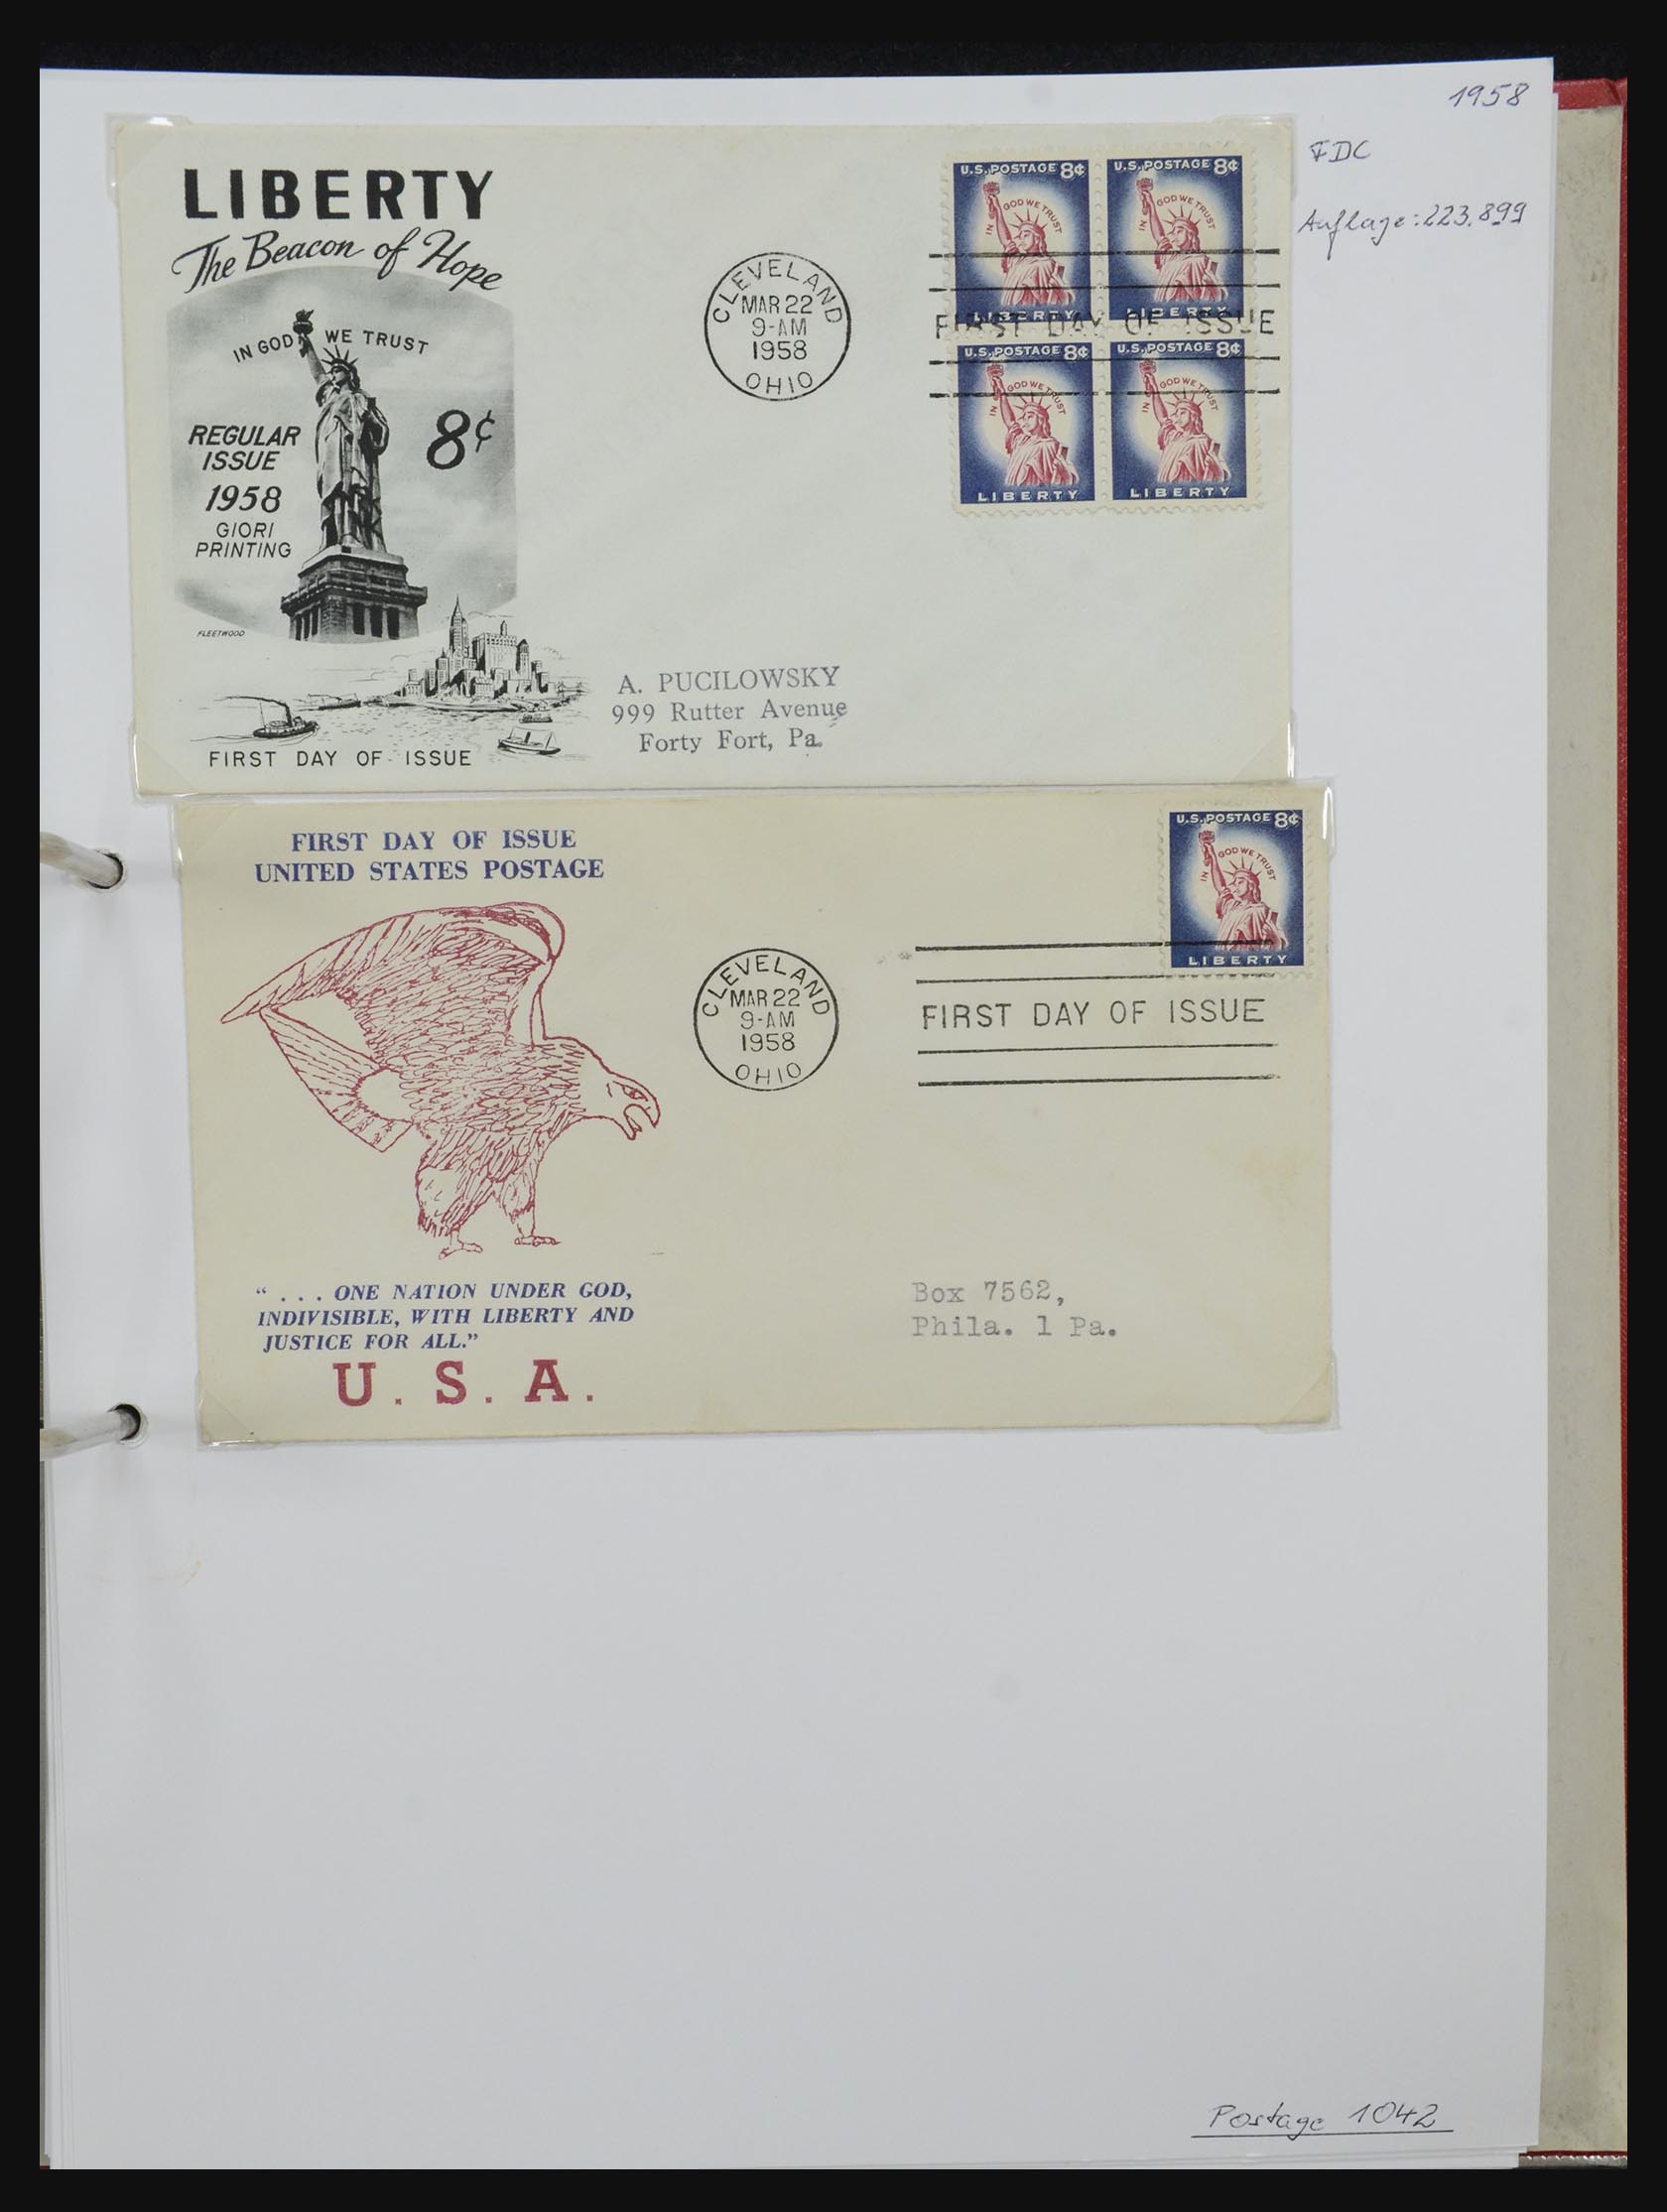 1958
FDC
Auflage: 223.899
LIBERTY
The Beacon of Hope
IN GOD WE TRUST
REGULAR
ISSUE
1958
GIORI
PRINTING
8¢
FLEETWOOD
FIRST DAY OF ISSUE
A. PUCILOWSKY
999 Rutter Avenue
Forty Fort, Pa.
CLEVELAND
MAR 22
9-AM
1958
OHIO
U.S. POSTAGE 8¢
IN GOD WE TRUST
LIBERTY
U.S. POSTAGE 8¢
IN GOD WE TRUST
LIBERTY
FIRST DAY OF ISSUE
U.S. POSTAGE 8¢
IN GOD WE TRUST
LIBERTY
U.S. POSTAGE 8¢
IN GOD WE TRUST
LIBERTY
FIRST DAY OF ISSUE
UNITED STATES POSTAGE
CLEVELAND
MAR 22
9-AM
1958
OHIO
U.S. POSTAGE 8¢
IN GOD WE TRUST
LIBERTY
FIRST DAY OF ISSUE
" . . . ONE NATION UNDER GOD,
INDIVISIBLE, WITH LIBERTY AND
JUSTICE FOR ALL."
U. S. A.
Box 7562,
Phila. 1 Pa.
Postage 1042